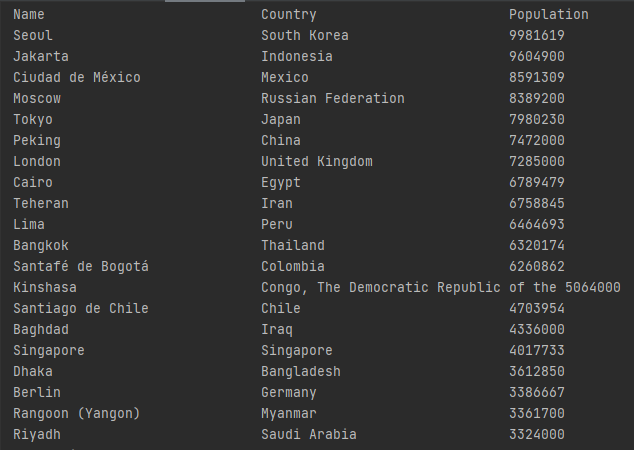 Name Country Population
Seoul South Korea 9981619
Jakarta Indonesia 9604900
Ciudad de México Mexico 8591309
Moscow Russian Federation 8389200
Tokyo Japan 7980230
Peking China 7472000
London United Kingdom 7285000
Cairo Egypt 6789479
Teheran Iran 6758845
Lima Peru 6464693
Bangkok Thailand 6320174
Santafé de Bogotá Colombia 6260862
Kinshasa Congo, The Democratic Republic of the 5064000
Santiago de Chile Chile 4703954
Baghdad Iraq 4336000
Singapore Singapore 4017733
Dhaka Bangladesh 3612850
Berlin Germany 3386667
Rangoon (Yangon) Myanmar 3361700
Riyadh Saudi Arabia 3324000